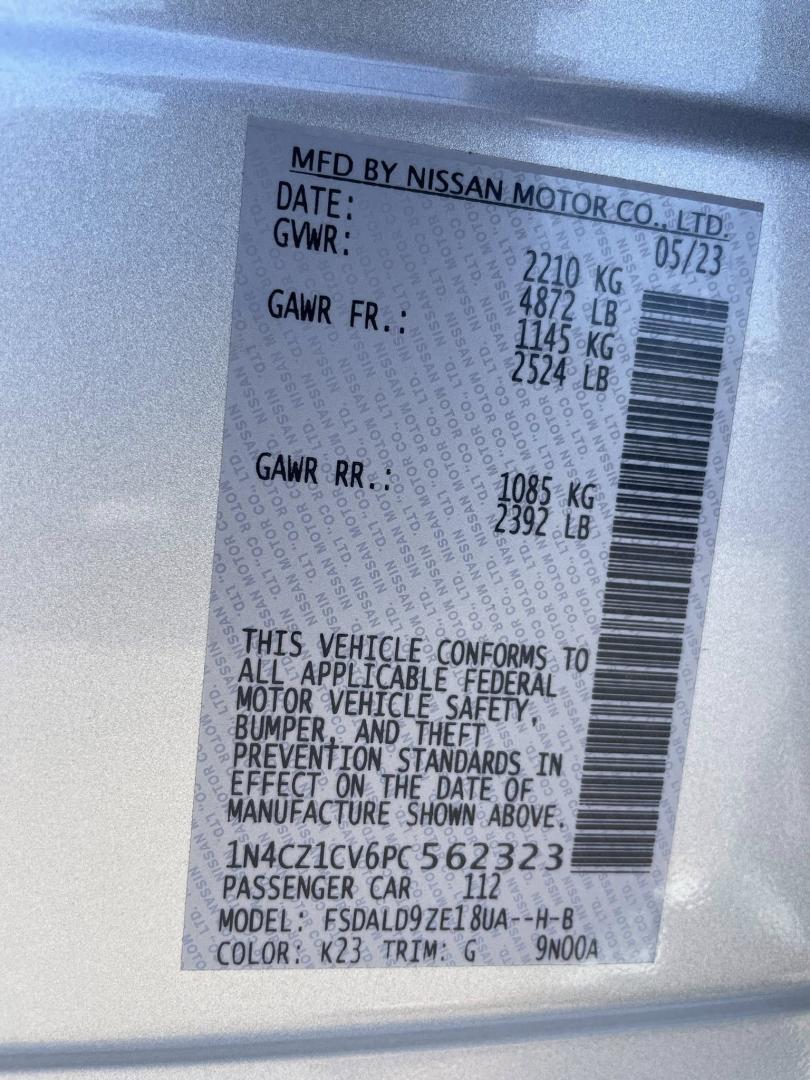 MFD BY NISSAN MOTOR CO., LTD.
DATE: 05/23
GVWR: 2210 KG
4872 LB
GAWR FR.: 1145 KG
2524 LB
GAWR RR.: 1085 KG
2392 LB
THIS VEHICLE CONFORMS TO
ALL APPLICABLE FEDERAL
MOTOR VEHICLE SAFETY,
BUMPER, AND THEFT
PREVENTION STANDARDS IN
EFFECT ON THE DATE OF
MANUFACTURE SHOWN ABOVE.
1N4CZ1CV6PC562323
PASSENGER CAR 112
MODEL: FSDALD9ZE18UA--H-B
COLOR: K23 TRIM: G 9N00A